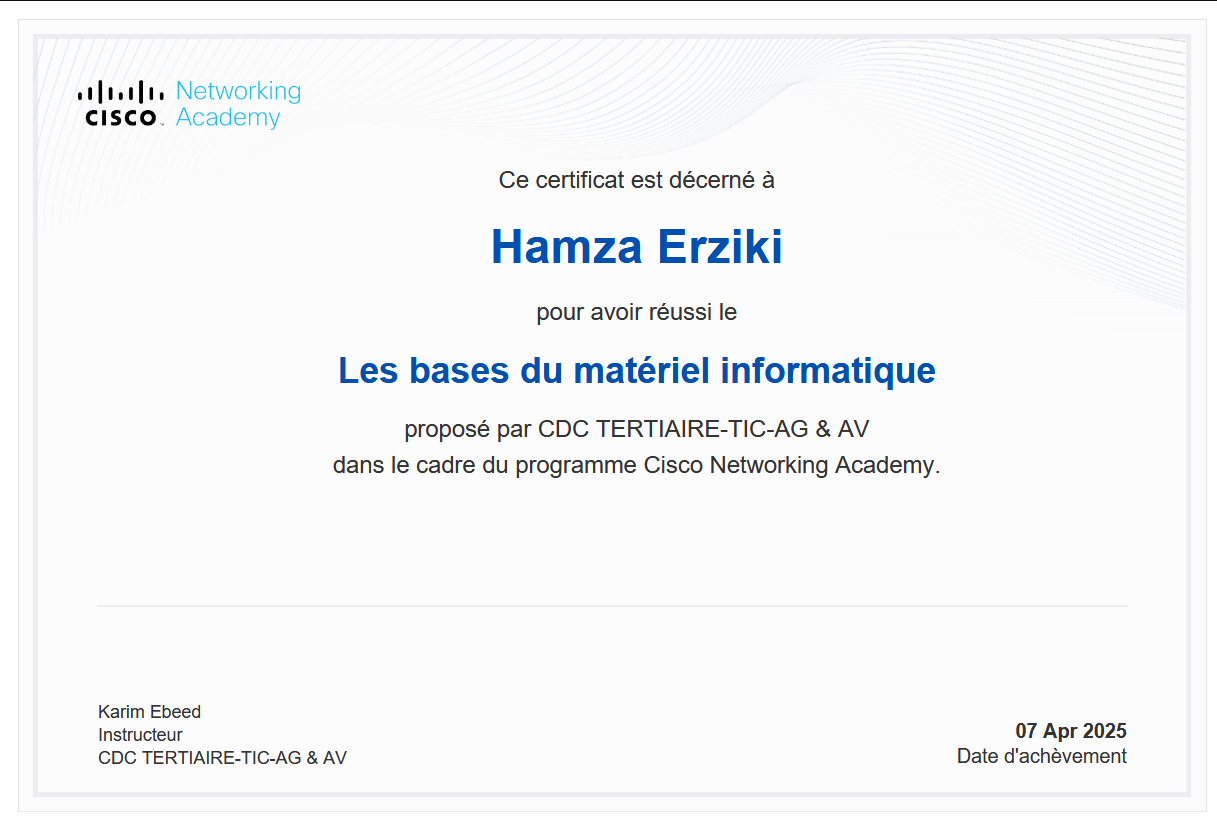 Networking
cisco Academy
Ce certificat est décerné à
Hamza Erziki
pour avoir réussi le
Les bases du matériel informatique
proposé par CDC TERTIAIRE-TIC-AG & AV
dans le cadre du programme Cisco Networking Academy.
Karim Ebeed
Instructeur
CDC TERTIAIRE-TIC-AG & AV
07 Apr 2025
Date d'achèvement